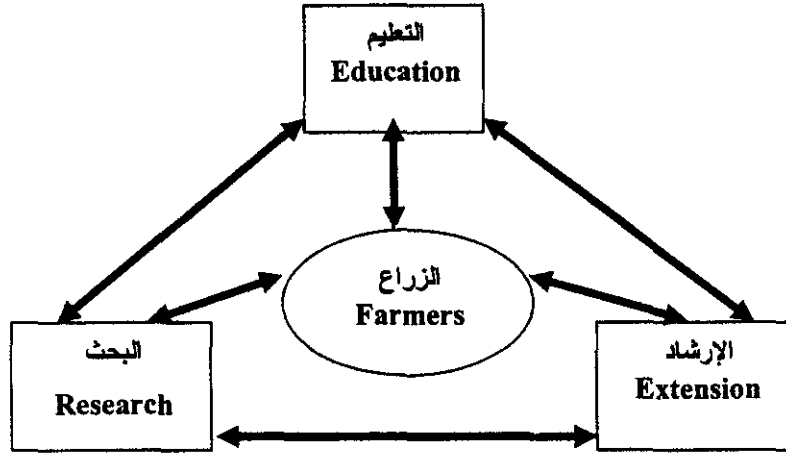 التعليم
Education
الزراع
Farmers
البحث
Research
الإرشاد
Extension